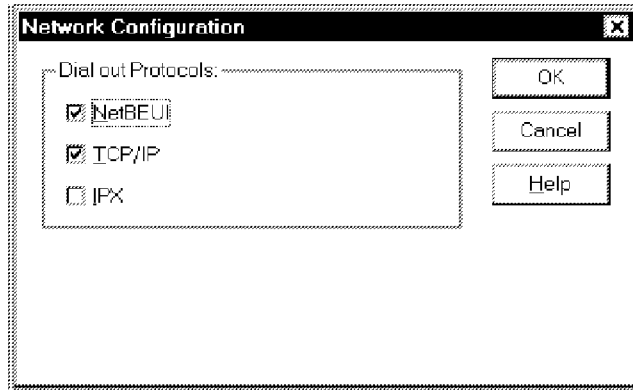 Network Configuration
Dial out Protocols:
NetBEUI
TCP/IP
IPX
OK
Cancel
Help